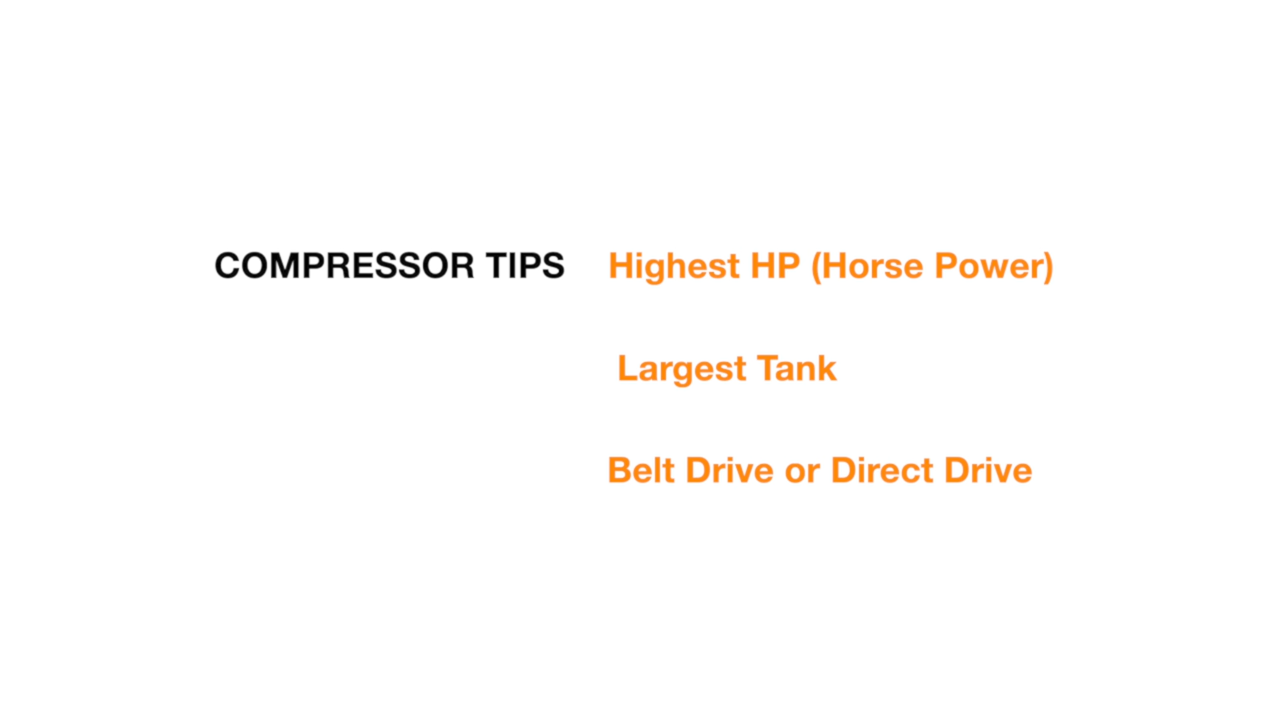 COMPRESSOR TIPS Highest HP (Horse Power)
Largest Tank
Belt Drive or Direct Drive